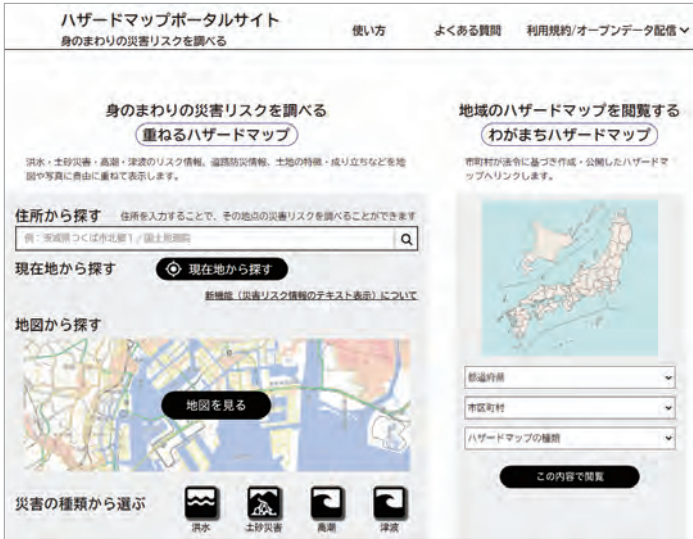 ハザードマップポータルサイト
身のまわりの災害リスクを調べる
使い方
よくある質問
利用規約/オープンデータ配信
身のまわりの災害リスクを調べる
重ねるハザードマップ
洪水・土砂災害・高潮・津波のリスク情報、道路防災情報、土地の特徴・成り立ちなどを地
図や写真に自由に重ねて表示します。
住所から探す 住所を入力することで、その地点の災害リスクを調べることができます
例:茨城県つくば市北郷1/国土地理院
現在地から探す
現在地から探す
新機能(災害リスク情報のテキスト表示)について
地図から探す
地図を見る
災害の種類から選ぶ
洪水
土砂災害
高潮
津波
地域のハザードマップを閲覧する
わがまちハザードマップ
市町村が法令に基づき作成・公開したハザードマ
ップへリンクします。
都道府県
市区町村
ハザードマップの種類
この内容で閲覧